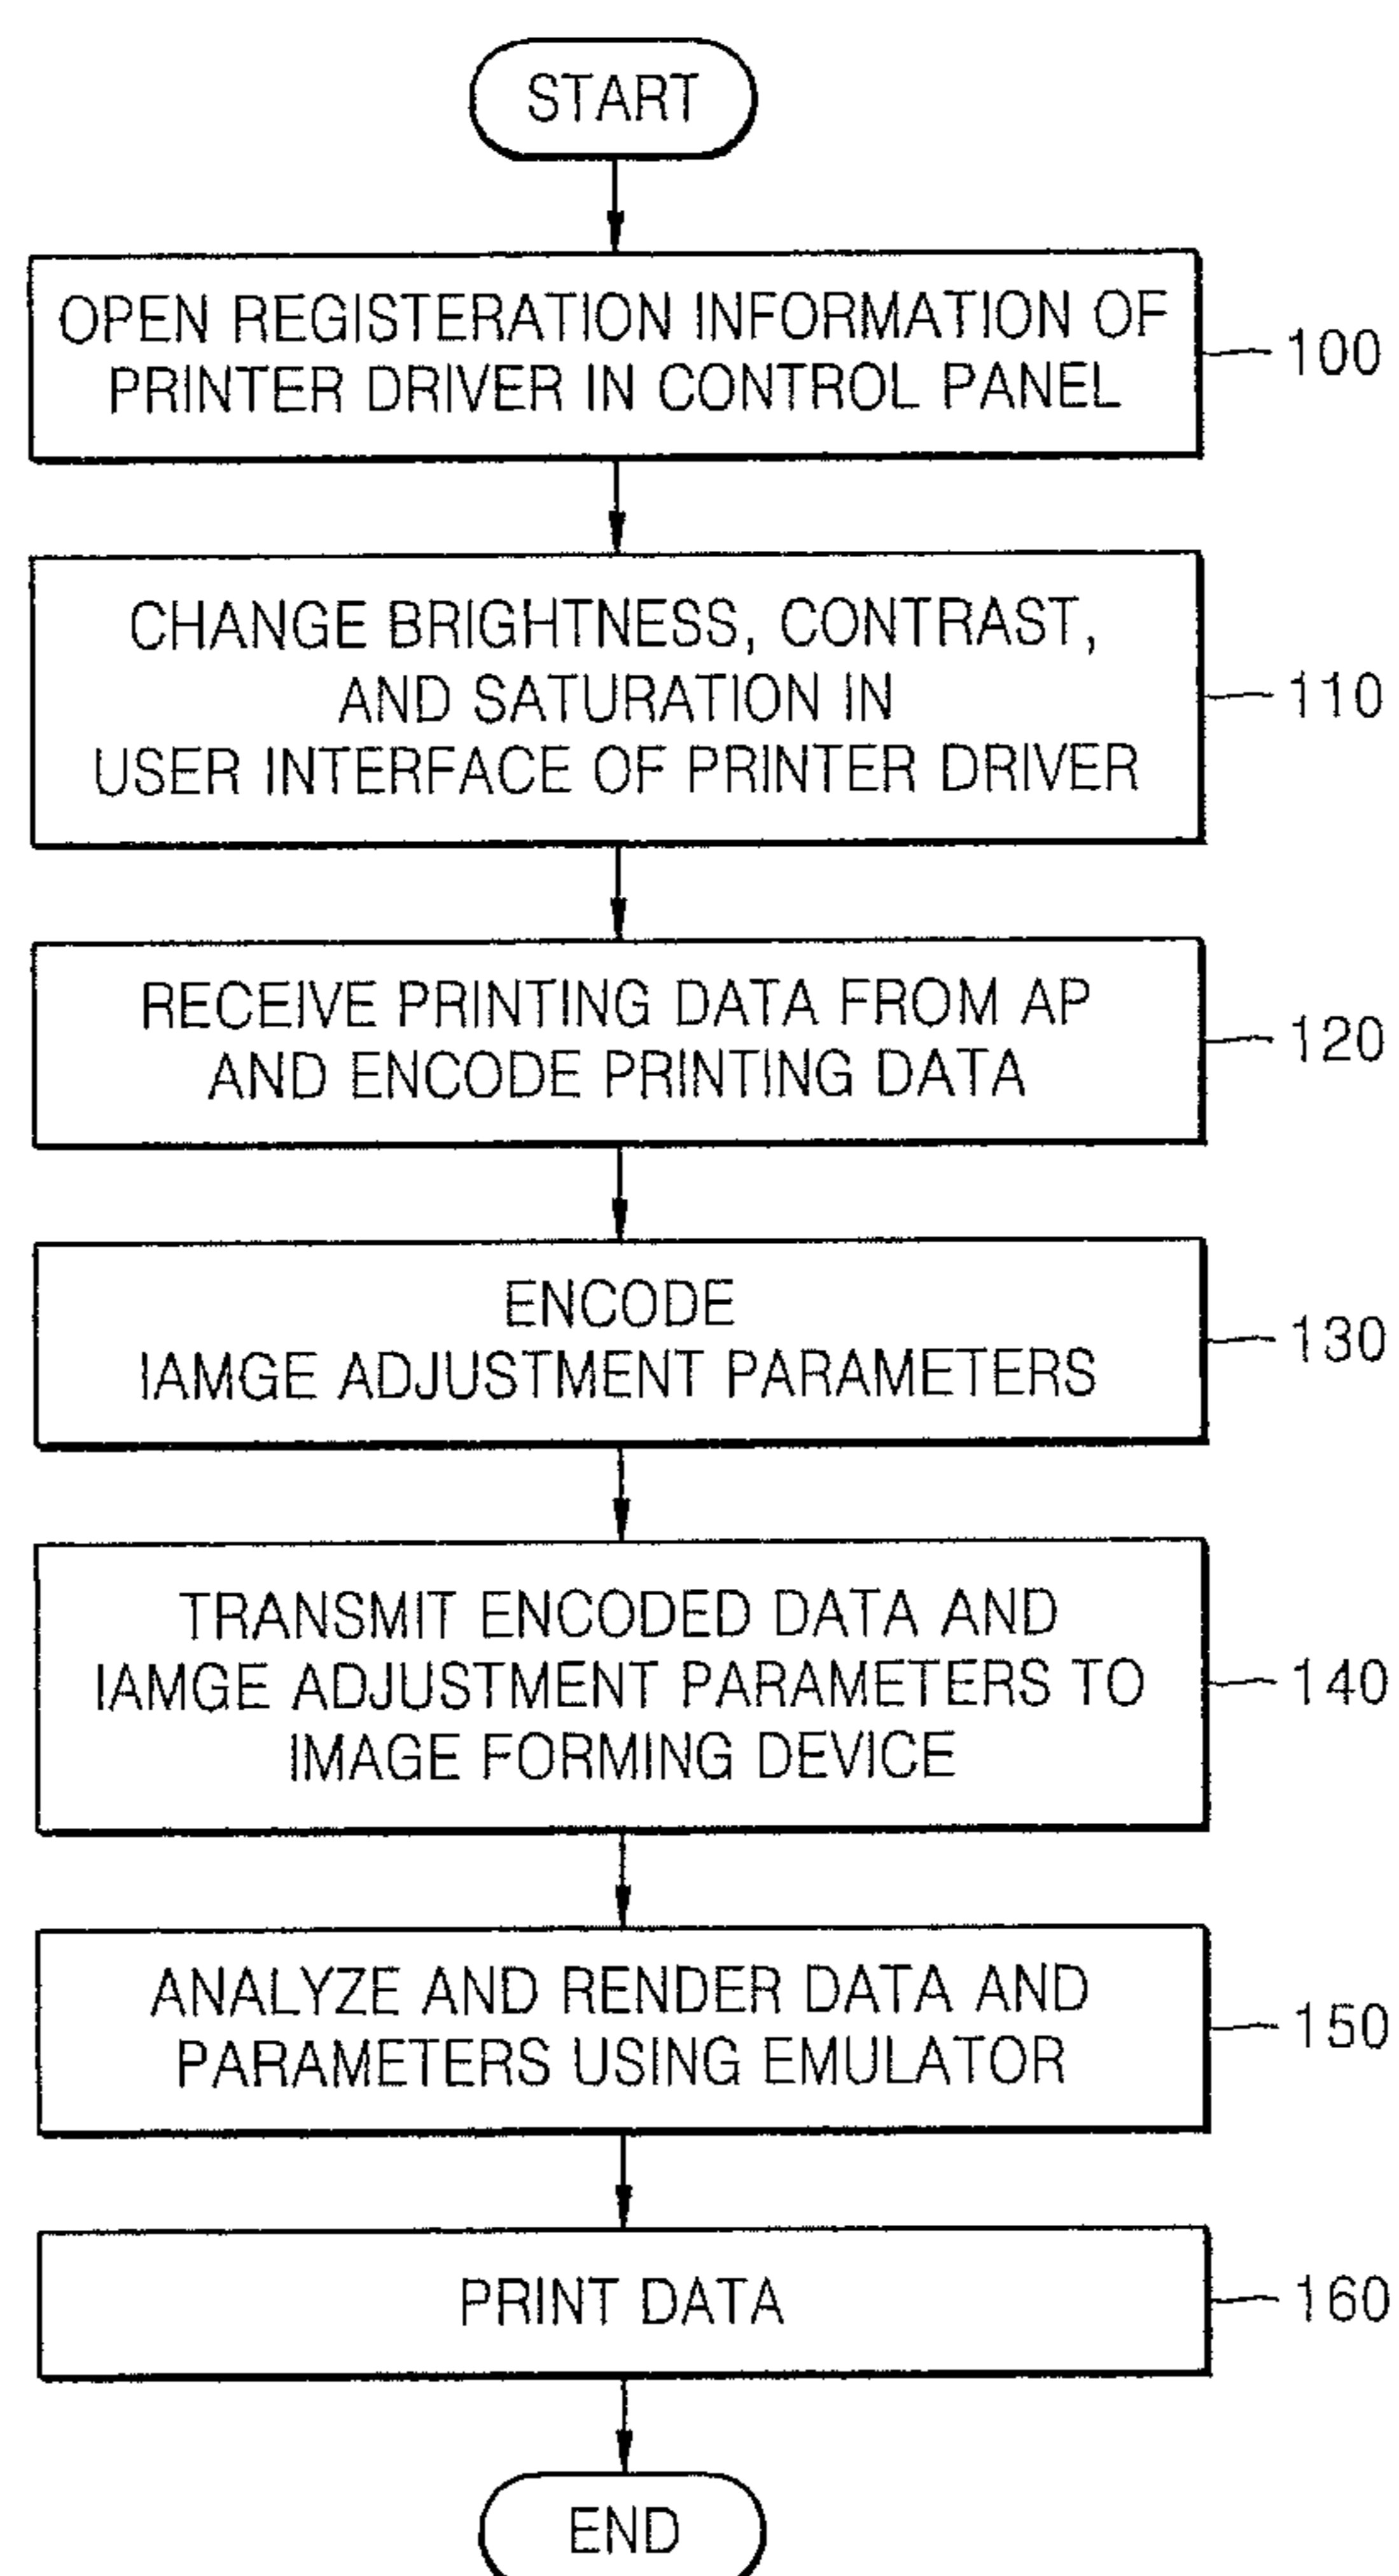 START
OPEN REGISTERATION INFORMATION OF
PRINTER DRIVER IN CONTROL PANEL
100
CHANGE BRIGHTNESS, CONTRAST,
AND SATURATION IN
USER INTERFACE OF PRINTER DRIVER
110
RECEIVE PRINTING DATA FROM AP
AND ENCODE PRINTING DATA
120
ENCODE
IAMGE ADJUSTMENT PARAMETERS
130
TRANSMIT ENCODED DATA AND
IAMGE ADJUSTMENT PARAMETERS TO
IMAGE FORMING DEVICE
140
ANALYZE AND RENDER DATA AND
PARAMETERS USING EMULATOR
150
PRINT DATA
160
END